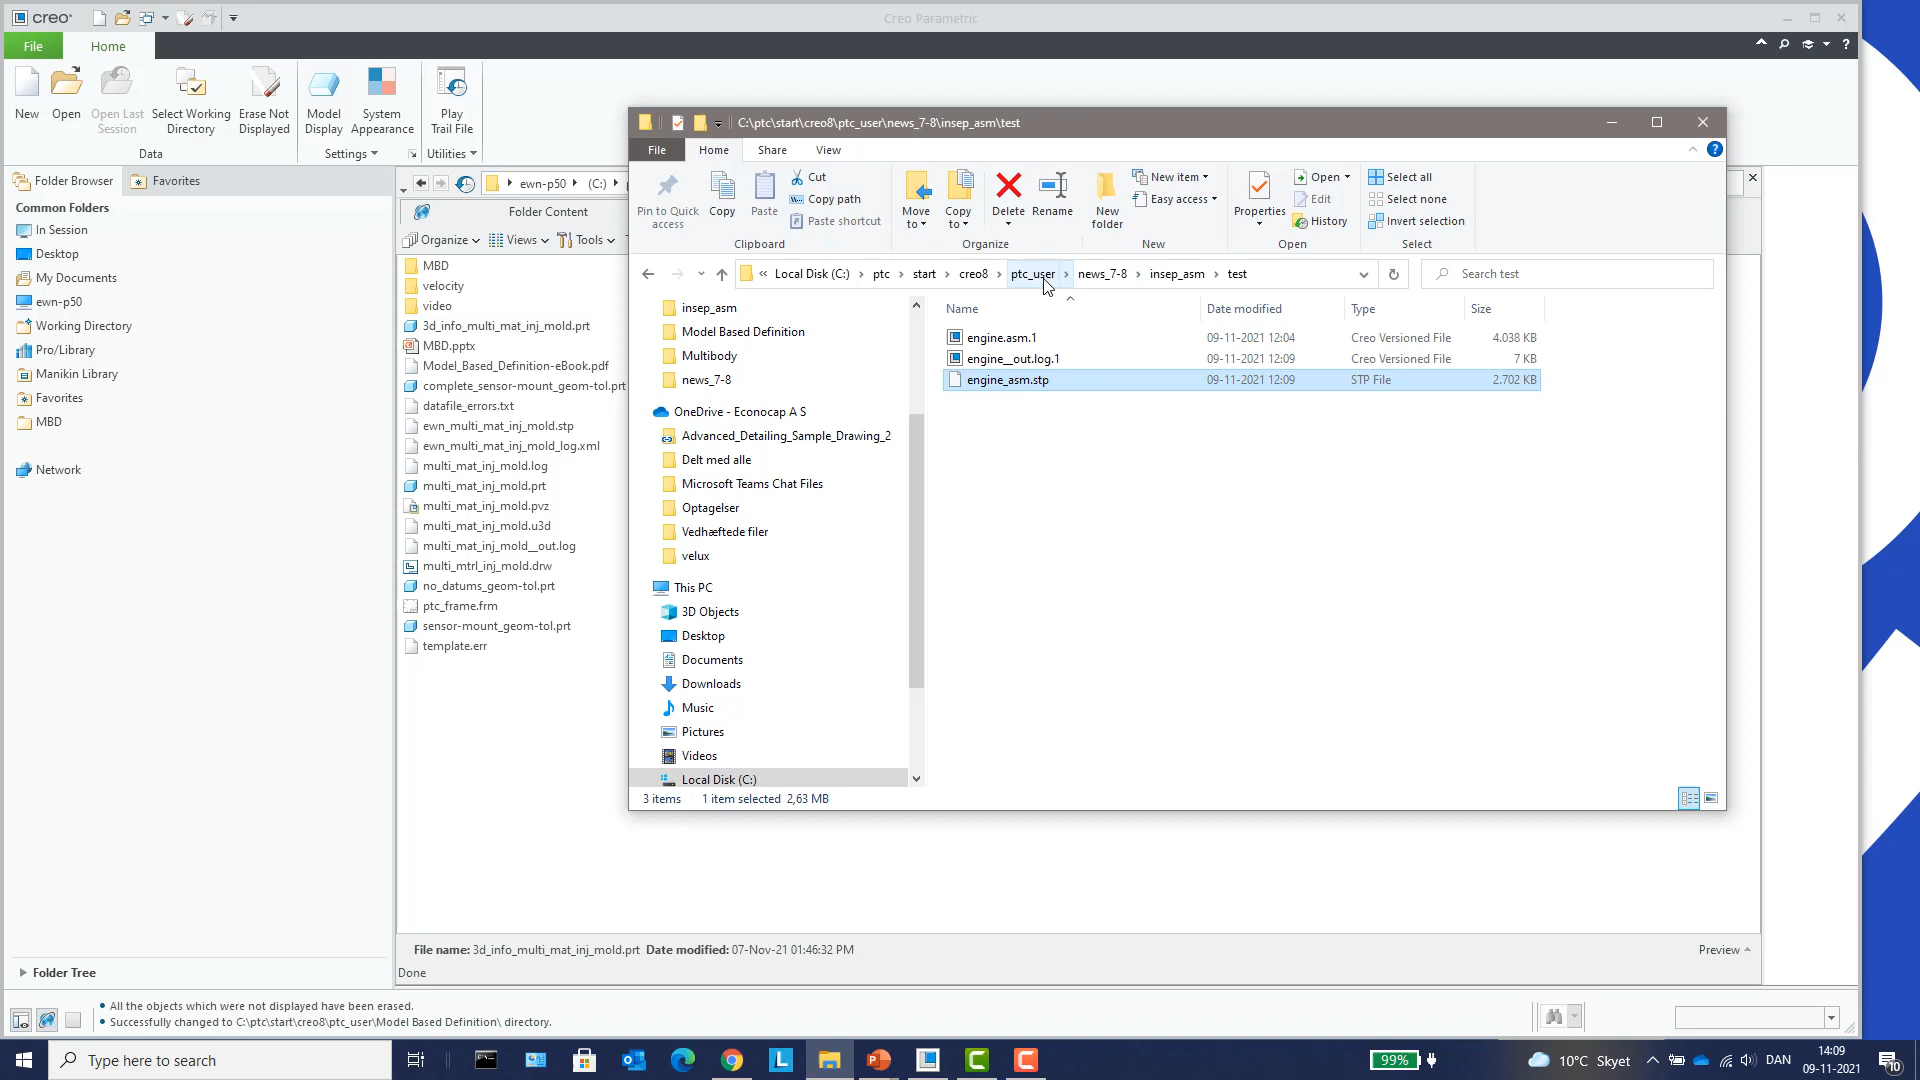 creo
Creo Parametric
File
Home
New
Open
Open Last Session
Select Working Directory
Erase Not Displayed
Model Display
System Appearance
Play Trail File
Data
Settings
Utilities
Folder Browser
Favorites
Common Folders
In Session
Desktop
My Documents
ewn-p50
Working Directory
Pro/Library
Manikin Library
Favorites
MBD
Network
Folder Tree
ewn-p50
(C:)
Folder Content
Organize
Views
Tools
MBD
velocity
video
3d_info_multi_mat_inj_mold.prt
MBD.pptx
Model_Based_Definition-eBook.pdf
complete_sensor-mount_geom-tol.prt
datafile_errors.txt
ewn_multi_mat_inj_mold.stp
ewn_multi_mat_inj_mold_log.xml
multi_mat_inj_mold.log
multi_mat_inj_mold.prt
multi_mat_inj_mold.pvz
multi_mat_inj_mold.u3d
multi_mat_inj_mold__out.log
multi_mtrl_inj_mold.drw
no_datums_geom-tol.prt
ptc_frame.frm
sensor-mount_geom-tol.prt
template.err
C:\ptc\start\creo8\ptc_user\news_7-8\insep_asm\test
File
Home
Share
View
Pin to Quick access
Copy
Paste
Cut
Copy path
Paste shortcut
Move to
Copy to
Delete
Rename
New folder
New item
Easy access
Properties
Open
Edit
History
Select all
Select none
Invert selection
Clipboard
Organize
New
Open
Select
« Local Disk (C:) > ptc > start > creo8 > ptc_user > news_7-8 > insep_asm > test
Search test
insep_asm
Model Based Definition
Multibody
news_7-8
OneDrive - Econocap A S
Advanced_Detailing_Sample_Drawing_2
Delt med alle
Microsoft Teams Chat Files
Optagelser
Vedhæftede filer
velux
This PC
3D Objects
Desktop
Documents
Downloads
Music
Pictures
Videos
Local Disk (C:)
Name Date modified Type Size
engine.asm.1 09-11-2021 12:04 Creo Versioned File 4.038 KB
engine__out.log.1 09-11-2021 12:09 Creo Versioned File 7 KB
engine_asm.stp 09-11-2021 12:09 STP File 2.702 KB
3 items 1 item selected 2,63 MB
File name: 3d_info_multi_mat_inj_mold.prt Date modified: 07-Nov-21 01:46:32 PM
Preview
Done
• All the objects which were not displayed have been erased.
• Successfully changed to C:\ptc\start\creo8\ptc_user\Model Based Definition\ directory.
Type here to search
99%
10°C Skyet
DAN
14:09
09-11-2021
10